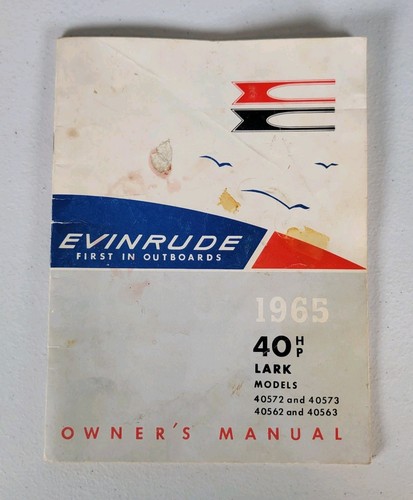 EVINRUDE
FIRST IN OUTBOARDS
1965
40 HP
LARK
MODELS
40572 and 40573
40562 and 40563
OWNER'S MANUAL